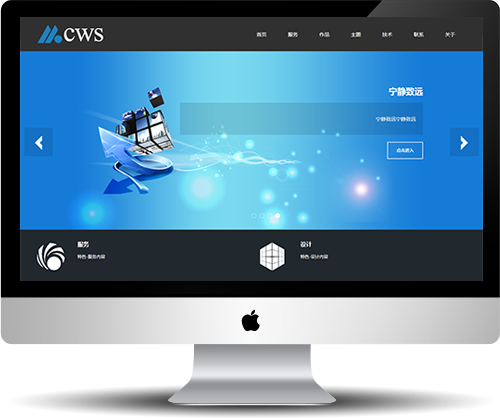 CWS
首页 服务 作品 主题 技术 联系 关于
宁静致远
宁静致远宁静致远
点击进入
服务
特色-服务内容
设计
特色-设计内容